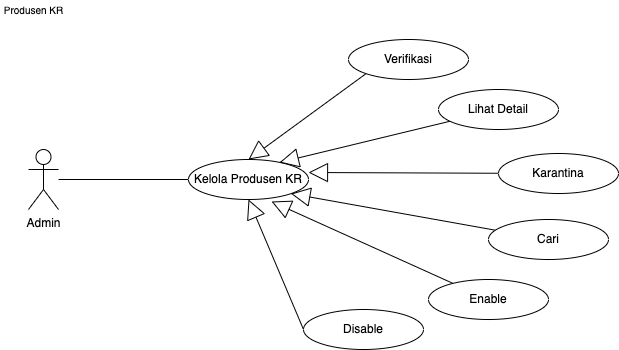 Produsen KR
Verifikasi
Lihat Detail
Karantina
Kelola Produsen KR
Admin
Cari
Enable
Disable